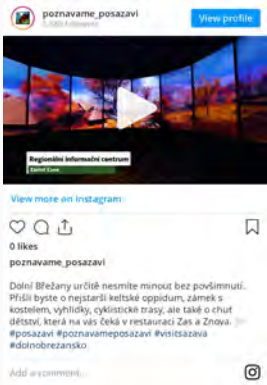 poznavame_posazavi
View profile
Regionální informační centrum
View more on Instagram
0 likes
poznavame_posazavi
Dolní Břežany určitě nesmíte minout bez povšimnutí.
Přišli byste o nejstarší keltské oppidum, zámek s
kostelem, vyhlídky, cyklistické trasy, ale také o chuť
dětství, která na vás čeká v restauraci Zas a Znova.
#posazavi #poznavameposazavi #visitsazava
#dolnobrezansko
Add a comment...